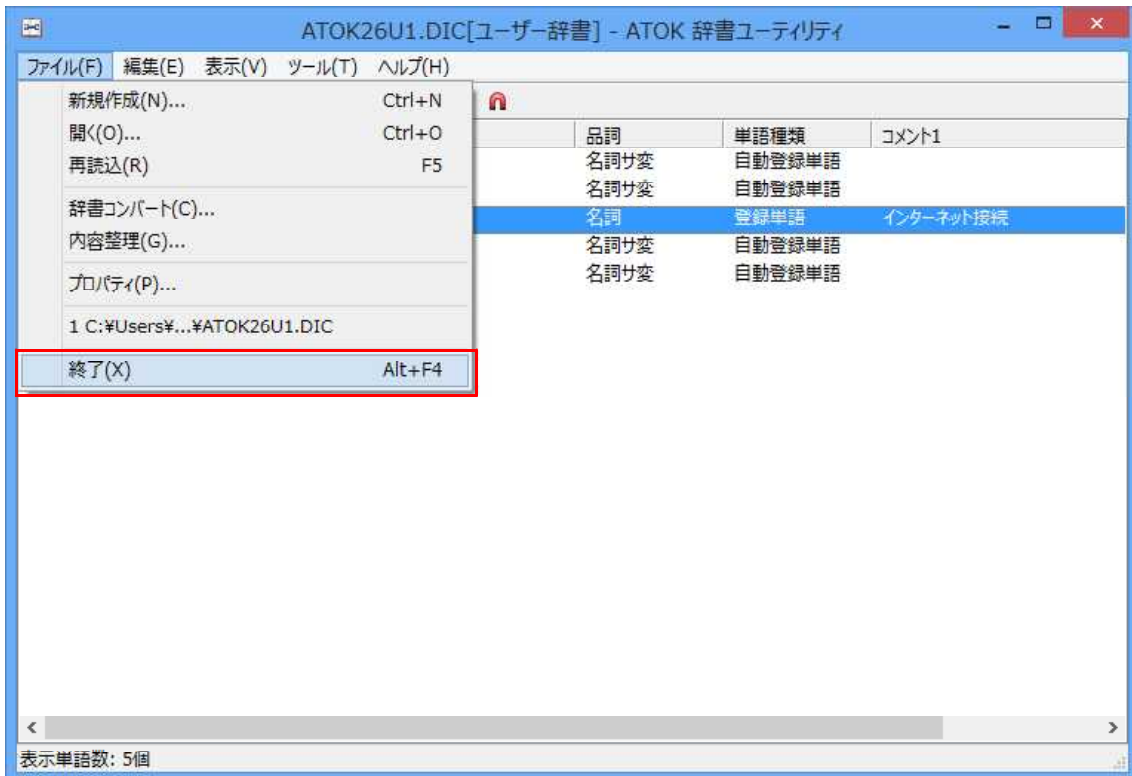 ATOK26U1.DIC[ユーザー辞書] - ATOK 辞書ユーティリティ
ファイル(F) 編集(E) 表示(V) ツール(T) ヘルプ(H)
新規作成(N)... Ctrl+N
開く(O)... Ctrl+O
再読込(R) F5
辞書コンバート(C)...
内容整理(G)...
プロパティ(P)...
1 C:¥Users¥...¥ATOK26U1.DIC
終了(X) Alt+F4
品詞 単語種類 コメント1
名詞サ変 自動登録単語
名詞サ変 自動登録単語
名詞 登録単語 インターネット接続
名詞サ変 自動登録単語
名詞サ変 自動登録単語
表示単語数: 5個